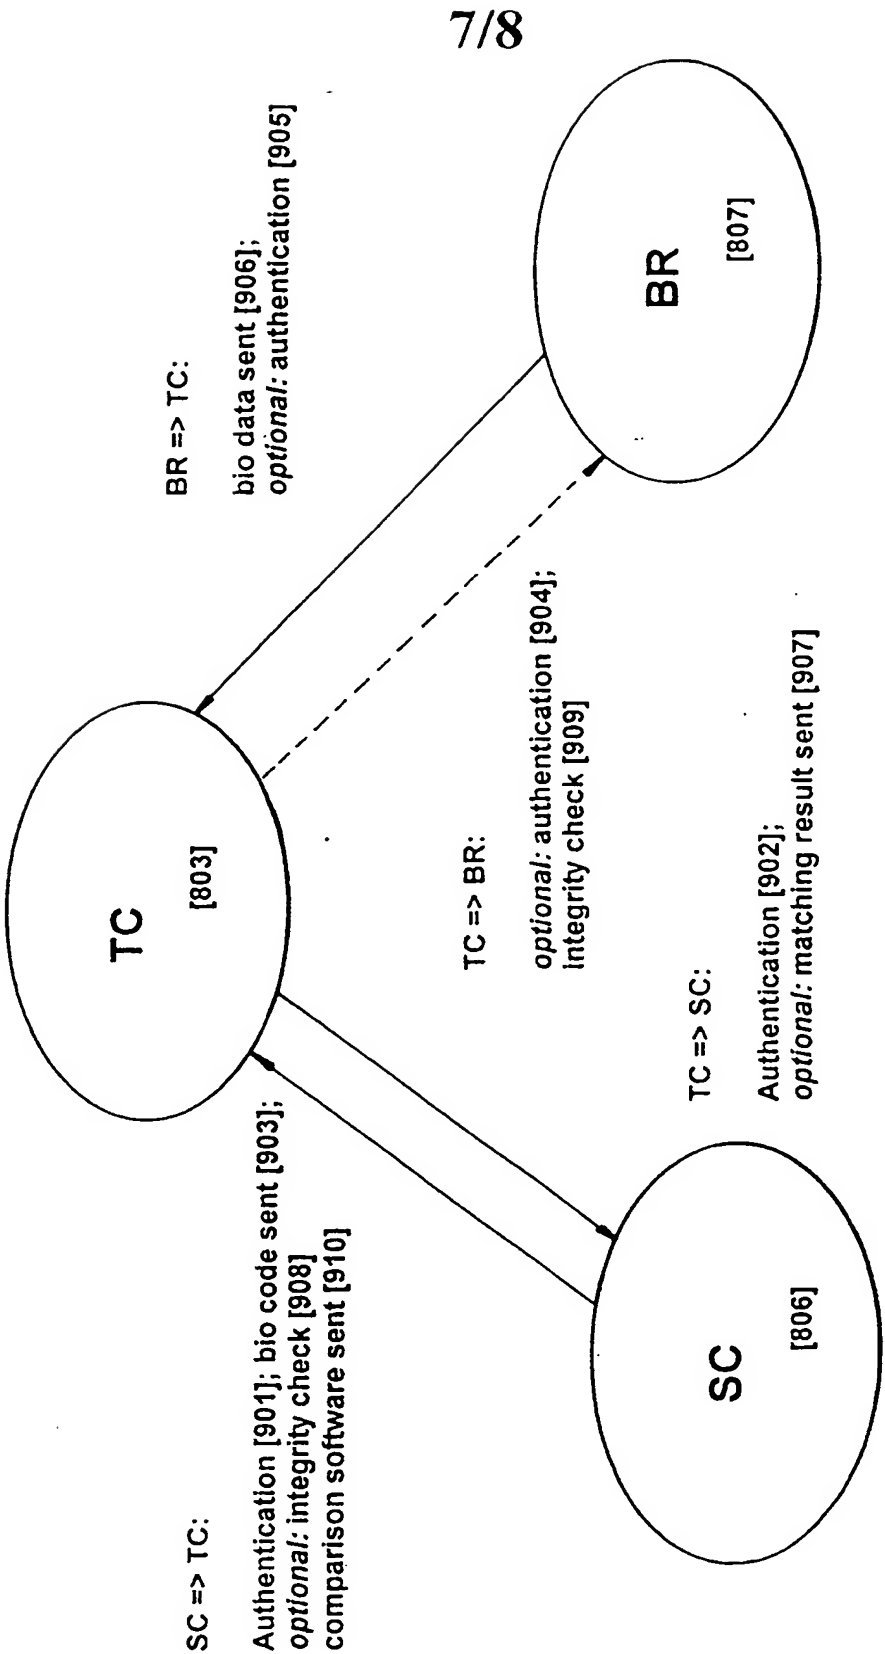 7/8
SC => TC:
Authentication [901]; bio code sent [903];
optional: integrity check [908]
comparison software sent [910]
TC
[803]
BR => TC:
bio data sent [906];
optional: authentication [905]
TC => BR:
optional: authentication [904];
integrity check [909]
SC
[806]
TC => SC:
Authentication [902];
optional: matching result sent [907]
BR
[807]